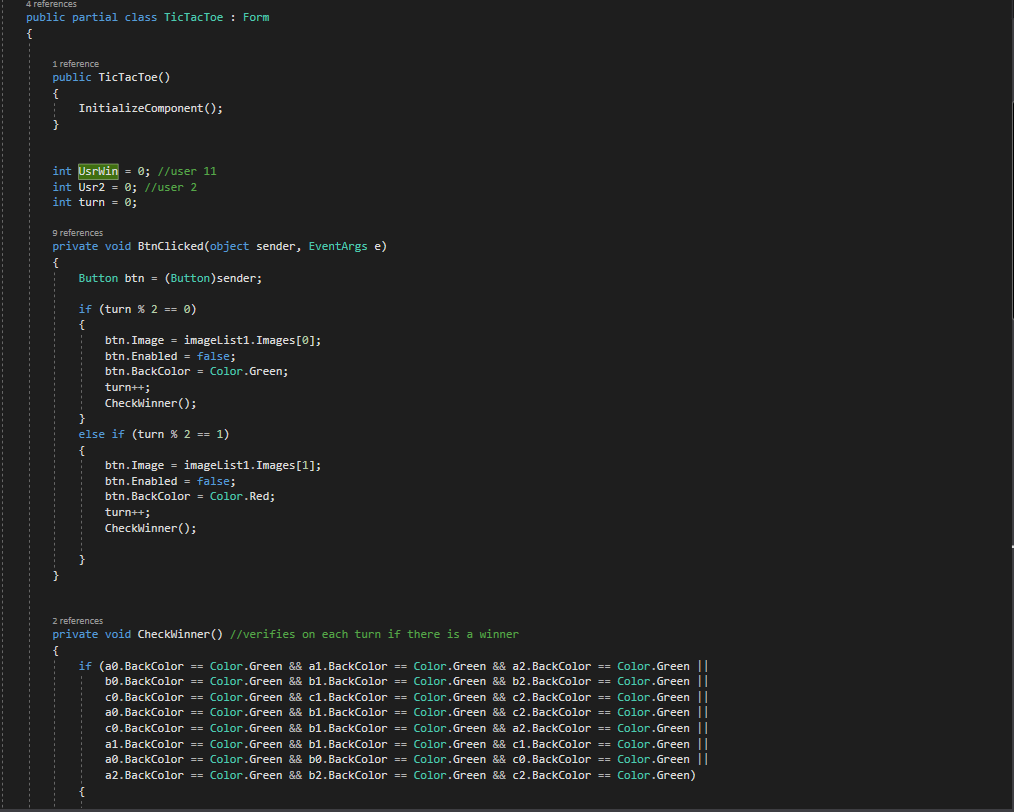 4 references
public partial class TicTacToe : Form
{
1 reference
public TicTacToe()
{
InitializeComponent();
}
int UsrWin = 0; //user 11
int Usr2 = 0; //user 2
int turn = 0;
9 references
private void BtnClicked(object sender, EventArgs e)
{
Button btn = (Button)sender;
if (turn % 2 == 0)
{
btn.Image = imageList1.Images[0];
btn.Enabled = false;
btn.BackColor = Color.Green;
turn++;
CheckWinner();
}
else if (turn % 2 == 1)
{
btn.Image = imageList1.Images[1];
btn.Enabled = false;
btn.BackColor = Color.Red;
turn++;
CheckWinner();
}
}
2 references
private void CheckWinner() //verifies on each turn if there is a winner
{
if (a0.BackColor == Color.Green && a1.BackColor == Color.Green && a2.BackColor == Color.Green ||
b0.BackColor == Color.Green && b1.BackColor == Color.Green && b2.BackColor == Color.Green ||
c0.BackColor == Color.Green && c1.BackColor == Color.Green && c2.BackColor == Color.Green ||
a0.BackColor == Color.Green && b1.BackColor == Color.Green && c2.BackColor == Color.Green ||
c0.BackColor == Color.Green && b1.BackColor == Color.Green && a2.BackColor == Color.Green ||
a1.BackColor == Color.Green && b1.BackColor == Color.Green && c1.BackColor == Color.Green ||
a0.BackColor == Color.Green && b0.BackColor == Color.Green && c0.BackColor == Color.Green ||
a2.BackColor == Color.Green && b2.BackColor == Color.Green && c2.BackColor == Color.Green)
{